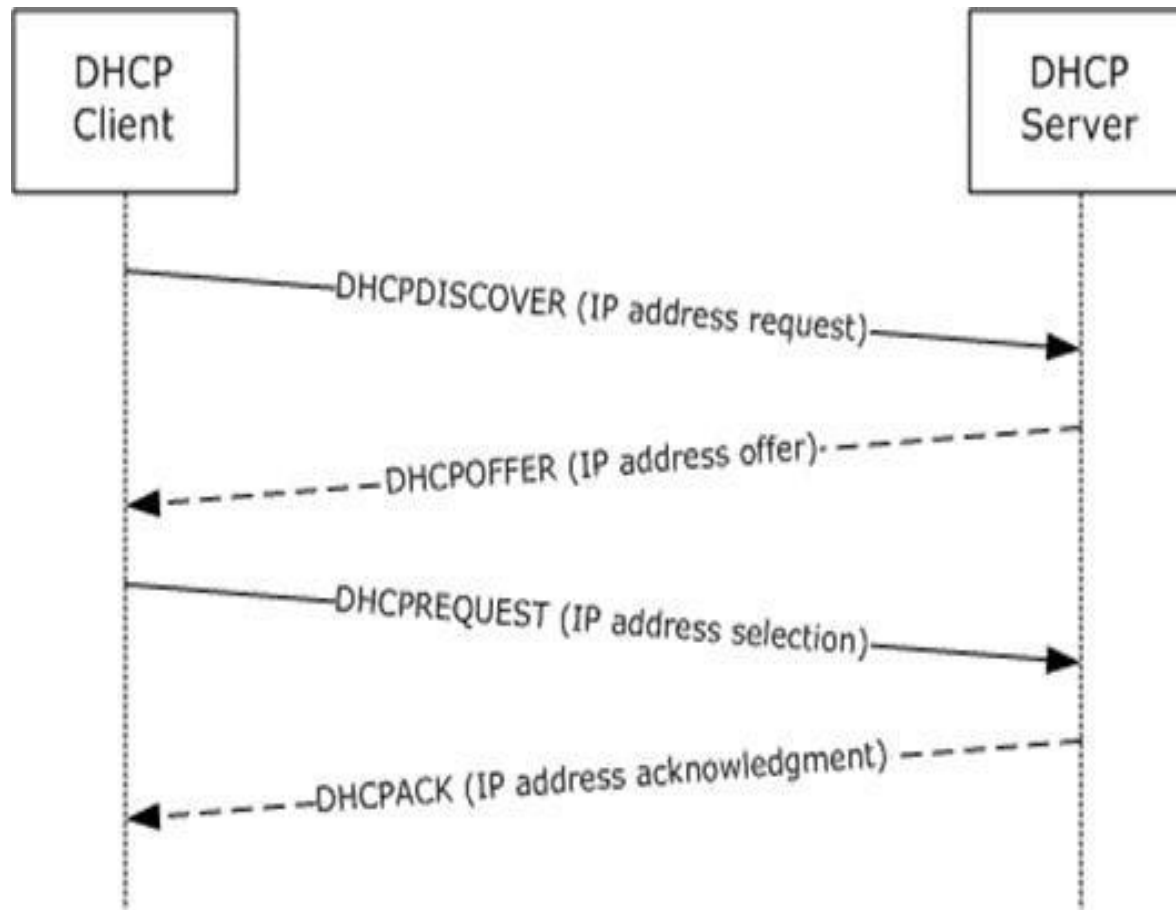 DHCP
Client
DHCP
Server
DHCPDISCOVER (IP address request)
DHCPOFFER (IP address offer)
DHCPREQUEST (IP address selection)
DHCPACK (IP address acknowledgment)